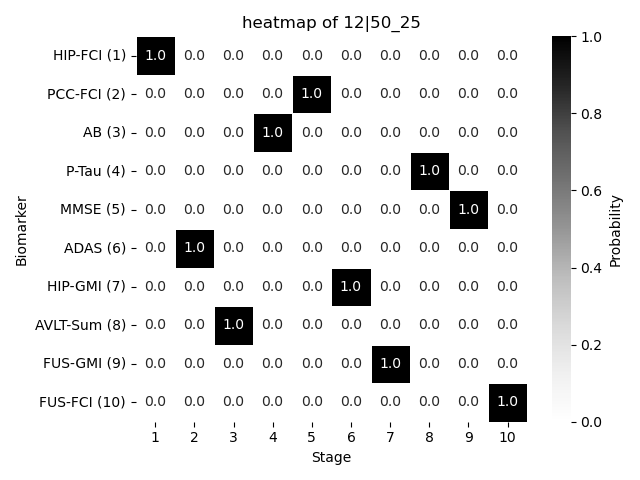 heatmap of 12|50_25
HIP-FCI (1) 1.0 0.0 0.0 0.0 0.0 0.0 0.0 0.0 0.0 0.0
PCC-FCI (2) 0.0 0.0 0.0 0.0 1.0 0.0 0.0 0.0 0.0 0.0
AB (3) 0.0 0.0 0.0 1.0 0.0 0.0 0.0 0.0 0.0 0.0
P-Tau (4) 0.0 0.0 0.0 0.0 0.0 0.0 0.0 1.0 0.0 0.0
MMSE (5) 0.0 0.0 0.0 0.0 0.0 0.0 0.0 0.0 1.0 0.0
ADAS (6) 0.0 1.0 0.0 0.0 0.0 0.0 0.0 0.0 0.0 0.0
HIP-GMI (7) 0.0 0.0 0.0 0.0 0.0 1.0 0.0 0.0 0.0 0.0
AVLT-Sum (8) 0.0 0.0 1.0 0.0 0.0 0.0 0.0 0.0 0.0 0.0
FUS-GMI (9) 0.0 0.0 0.0 0.0 0.0 0.0 1.0 0.0 0.0 0.0
FUS-FCI (10) 0.0 0.0 0.0 0.0 0.0 0.0 0.0 0.0 0.0 1.0
1 2 3 4 5 6 7 8 9 10
Stage
Biomarker
1.0
0.8
0.6
0.4
0.2
0.0
Probability